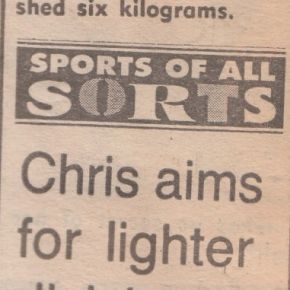 shed six kilograms.
SPORTS OF ALL
SORTS
Chris aims
for lighter